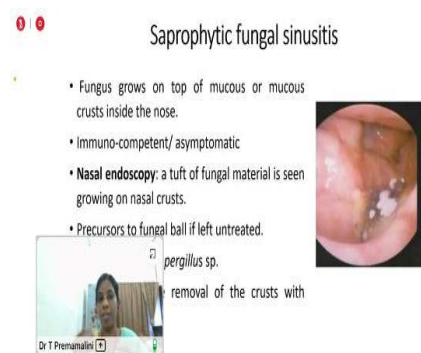 Saprophytic fungal sinusitis
• Fungus grows on top of mucous or mucous
crusts inside the nose.
• Immuno-competent/ asymptomatic
• Nasal endoscopy: a tuft of fungal material is seen
growing on nasal crusts.
• Precursors to fungal ball if left untreated.
pergillus sp.
removal of the crusts with
Dr T Premamalini